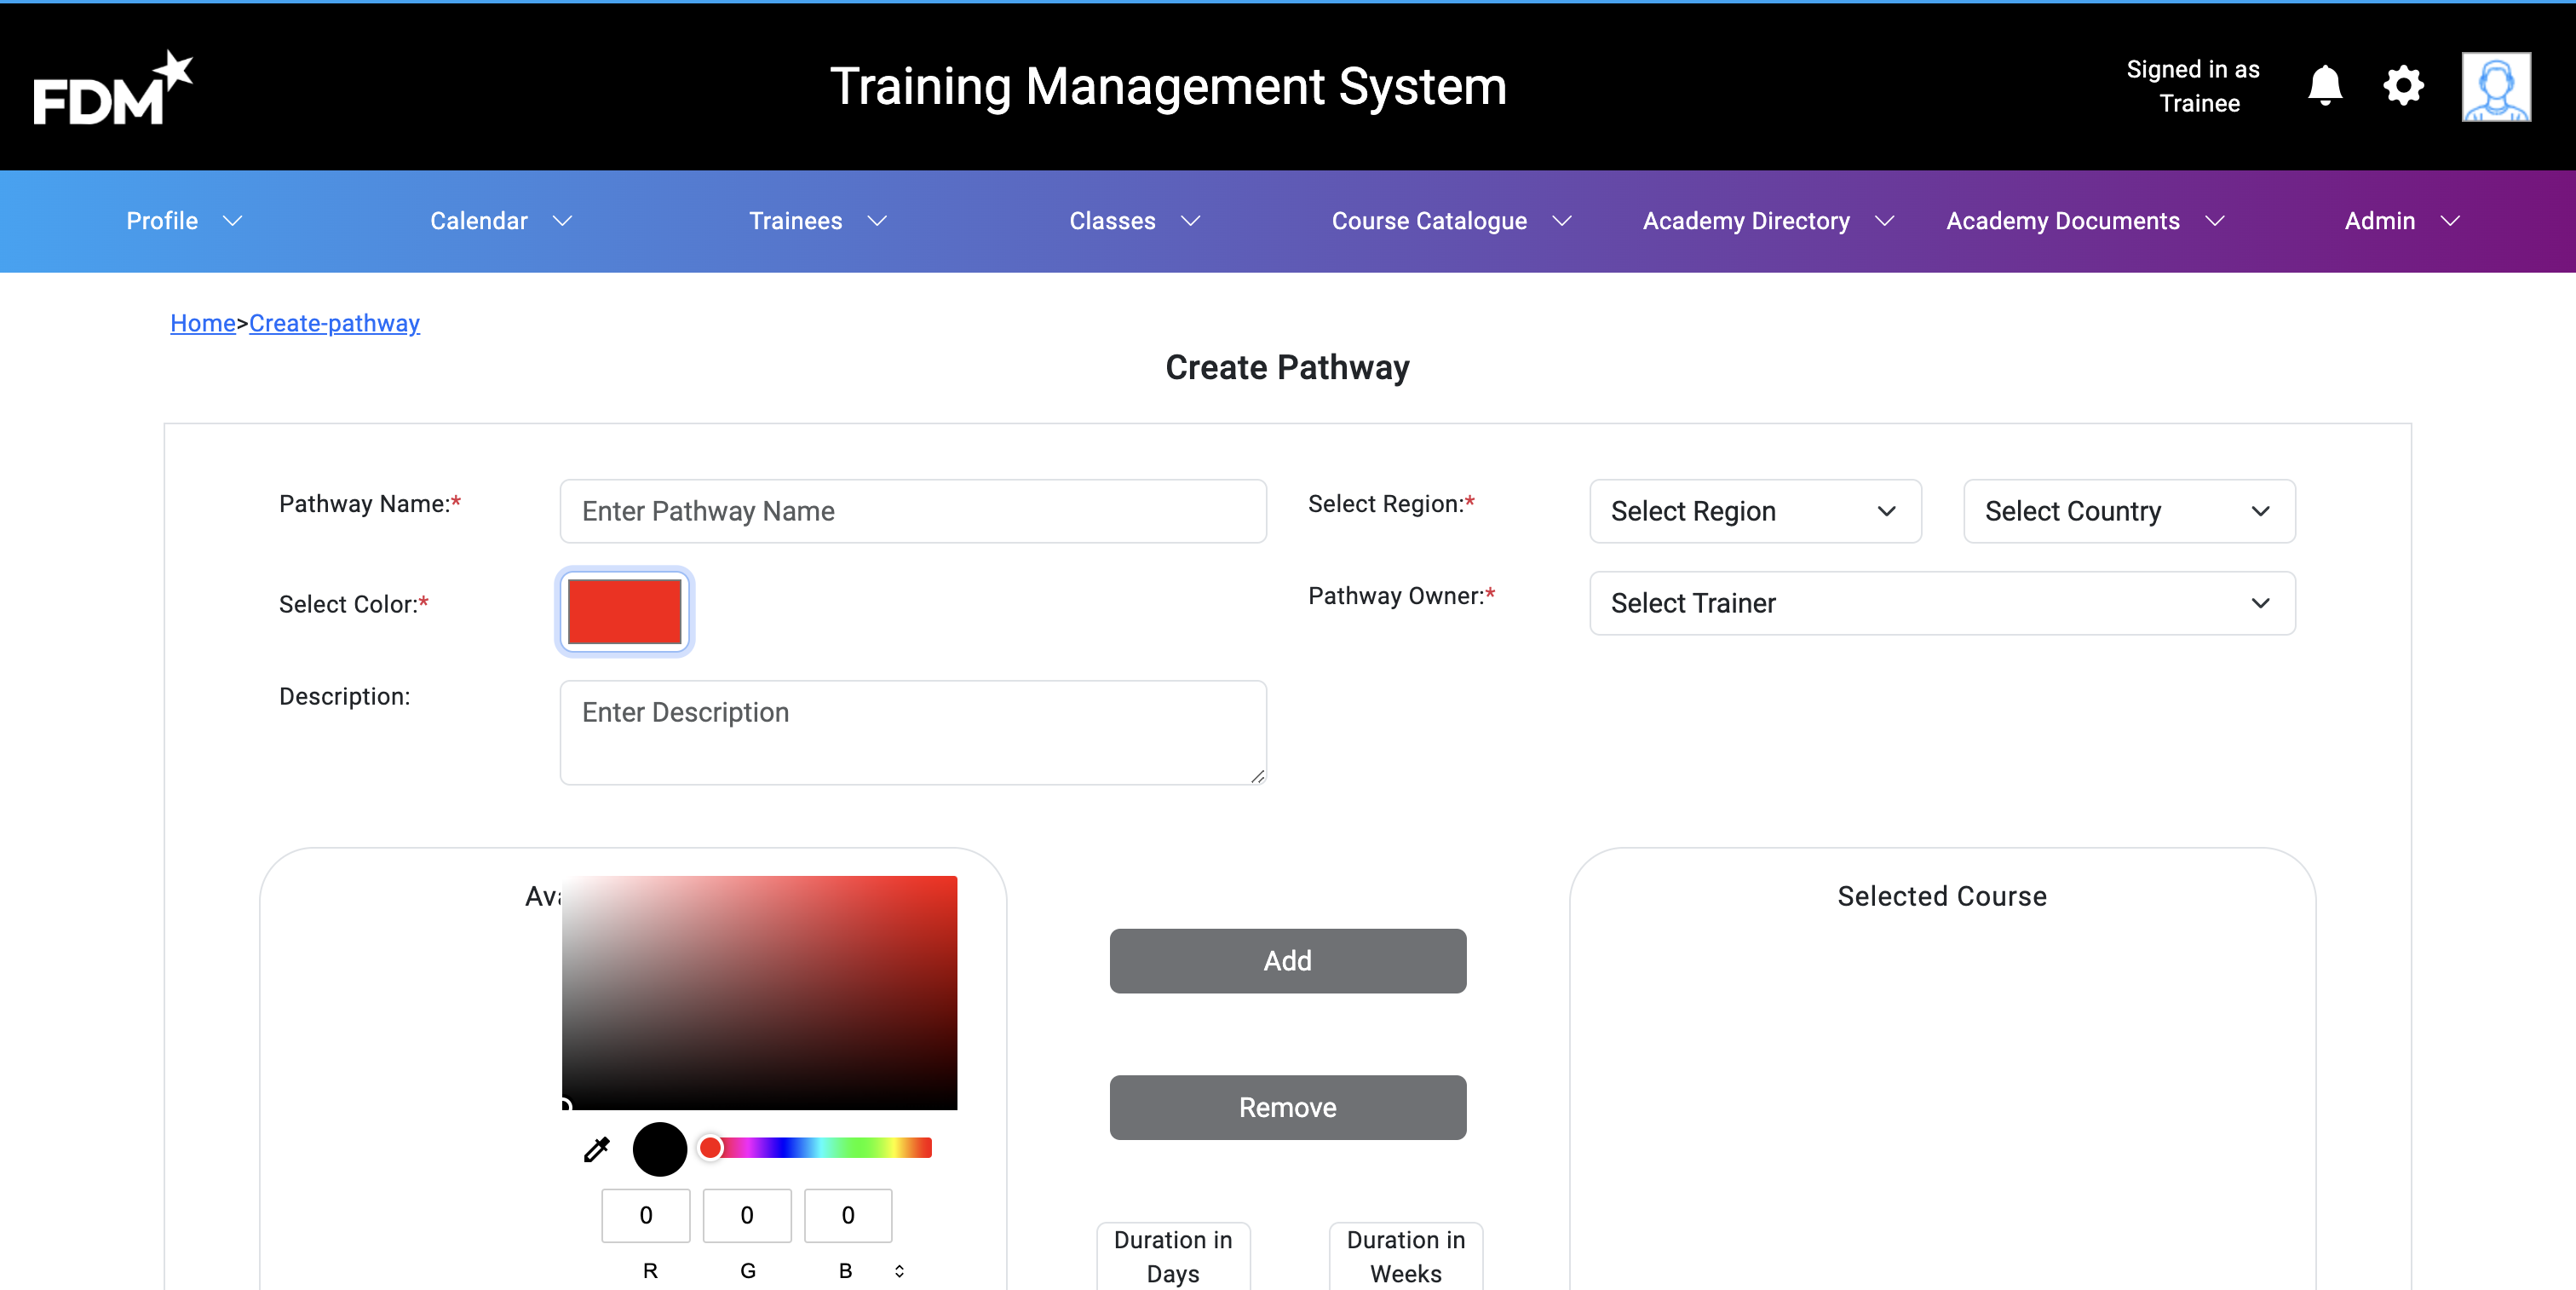 FDM
Training Management System
Signed in as
Trainee
Profile
Calendar
Trainees
Classes
Course Catalogue
Academy Directory
Academy Documents
Admin
Home>Create-pathway
Create Pathway
Pathway Name:*
Enter Pathway Name
Select Region:*
Select Region
Select Country
Select Color:*
Pathway Owner:*
Select Trainer
Description:
Enter Description
Selected Course
Add
Remove
0 0 0
R G B
Duration in
Days
Duration in
Weeks